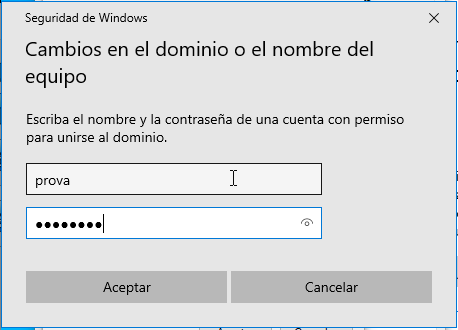 Seguridad de Windows
Cambios en el dominio o el nombre del
equipo
Escriba el nombre y la contraseña de una cuenta con permiso
para unirse al dominio.
prova
●●●●●●●●
Aceptar
Cancelar